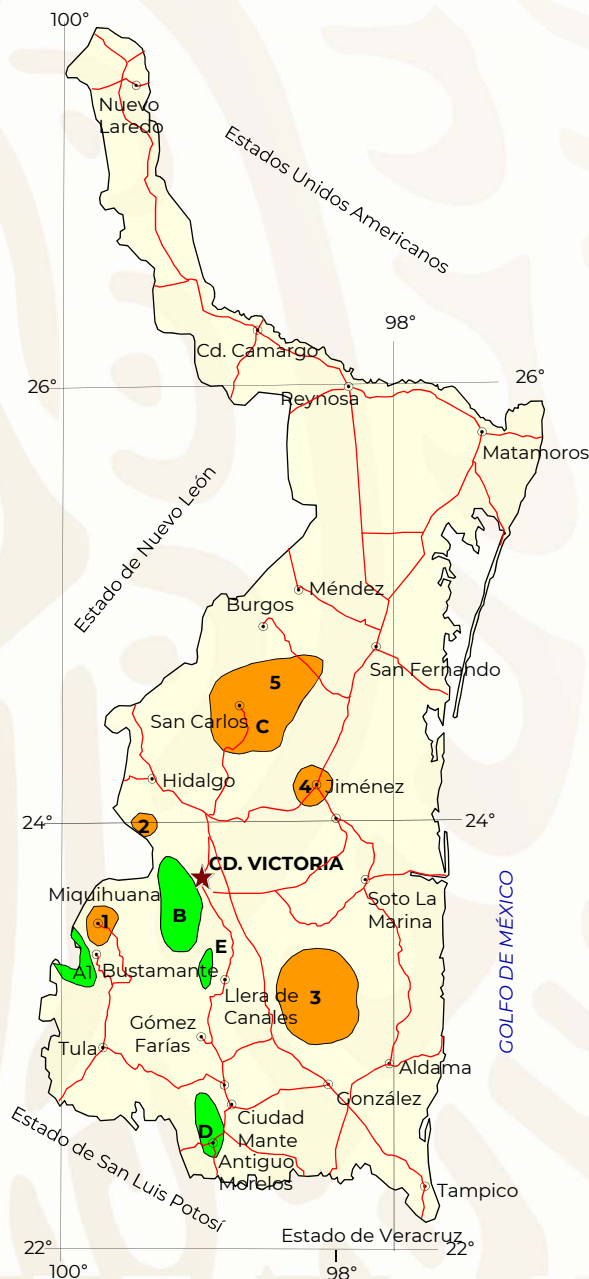 100°
Nuevo
Laredo
Estados Unidos Americanos
98°
Cd. Camargo
26°
26°
Reynosa
Matamoros
Estado de Nuevo León
Méndez
Burgos
San Fernando
5
San Carlos
C
Hidalgo
4
Jiménez
24°
2
24°
CD. VICTORIA
Miquihuana
B
Soto La
Marina
1
E
A1
Bustamante
Llera de
Canales
3
GOLFO DE MÉXICO
Gómez
Farías
Tula
Aldama
González
Ciudad
Mante
D
Antiguo
Morelos
Estado de San Luis Potosí
Tampico
Estado de Veracruz
22°
22°
100°
98°